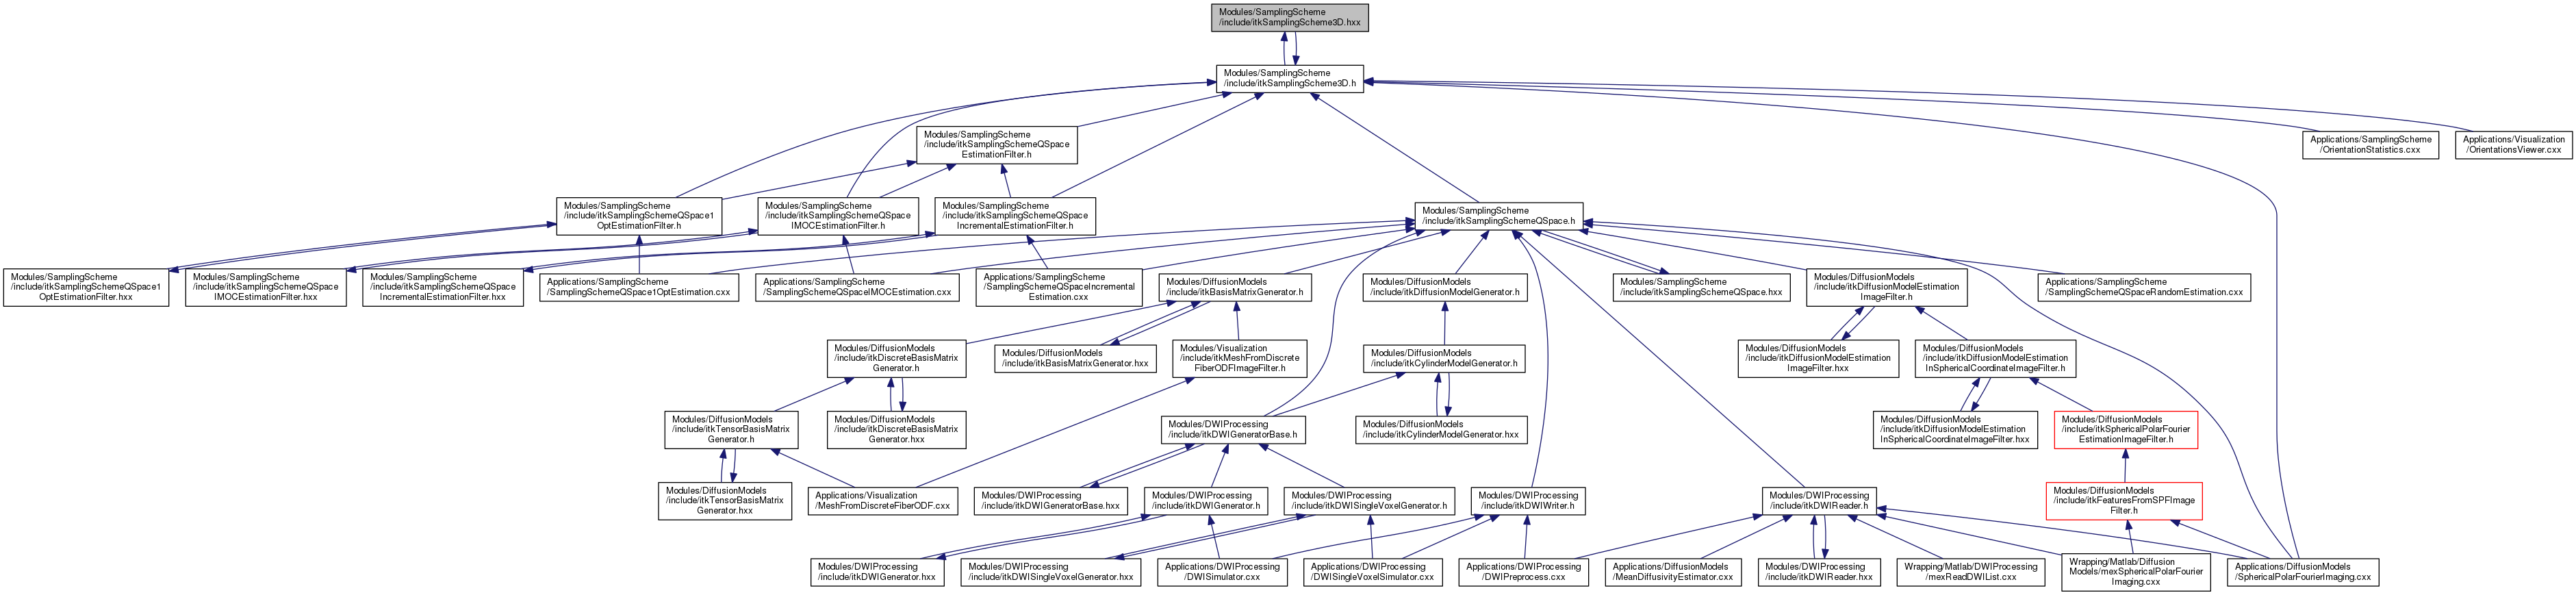 Modules/SamplingScheme
/include/itkSamplingScheme3D.hxx
Modules/SamplingScheme
/include/itkSamplingScheme3D.h
Modules/SamplingScheme
/include/itkSamplingSchemeQSpace
EstimationFilter.h
Applications/SamplingScheme
/OrientationStatistics.cxx
Applications/Visualization
/OrientationsViewer.cxx
Modules/SamplingScheme
/include/itkSamplingSchemeQSpace1
OptEstimationFilter.h
Modules/SamplingScheme
/include/itkSamplingSchemeQSpace
IMOCEstimationFilter.h
Modules/SamplingScheme
/include/itkSamplingSchemeQSpace
IncrementalEstimationFilter.h
Modules/SamplingScheme
/include/itkSamplingSchemeQSpace.h
Modules/SamplingScheme
/include/itkSamplingSchemeQSpace1
OptEstimationFilter.hxx
Modules/SamplingScheme
/include/itkSamplingSchemeQSpace
IMOCEstimationFilter.hxx
Modules/SamplingScheme
/include/itkSamplingSchemeQSpace
IncrementalEstimationFilter.hxx
Applications/SamplingScheme
/SamplingSchemeQSpace1OptEstimation.cxx
Applications/SamplingScheme
/SamplingSchemeQSpaceIMOCEstimation.cxx
Applications/SamplingScheme
/SamplingSchemeQSpaceIncremental
Estimation.cxx
Modules/DiffusionModels
/include/itkBasisMatrixGenerator.h
Modules/DiffusionModels
/include/itkDiffusionModelGenerator.h
Modules/SamplingScheme
/include/itkSamplingSchemeQSpace.hxx
Modules/DiffusionModels
/include/itkDiffusionModelEstimation
ImageFilter.h
Applications/SamplingScheme
/SamplingSchemeQSpaceRandomEstimation.cxx
Modules/DiffusionModels
/include/itkDiscreteBasisMatrix
Generator.h
Modules/DiffusionModels
/include/itkBasisMatrixGenerator.hxx
Modules/Visualization
/include/itkMeshFromDiscrete
FiberODFImageFilter.h
Modules/DiffusionModels
/include/itkCylinderModelGenerator.h
Modules/DiffusionModels
/include/itkDiffusionModelEstimation
ImageFilter.hxx
Modules/DiffusionModels
/include/itkDiffusionModelEstimation
InSphericalCoordinateImageFilter.h
Modules/DiffusionModels
/include/itkTensorBasisMatrix
Generator.h
Modules/DiffusionModels
/include/itkDiscreteBasisMatrix
Generator.hxx
Modules/DWIProcessing
/include/itkDWIGeneratorBase.h
Modules/DiffusionModels
/include/itkCylinderModelGenerator.hxx
Modules/DiffusionModels
/include/itkDiffusionModelEstimation
InSphericalCoordinateImageFilter.hxx
Modules/DiffusionModels
/include/itkSphericalPolarFourier
EstimationImageFilter.h
Modules/DiffusionModels
/include/itkTensorBasisMatrix
Generator.hxx
Applications/Visualization
/MeshFromDiscreteFiberODF.cxx
Modules/DWIProcessing
/include/itkDWIGeneratorBase.hxx
Modules/DWIProcessing
/include/itkDWIGenerator.h
Modules/DWIProcessing
/include/itkDWISingleVoxelGenerator.h
Modules/DWIProcessing
/include/itkDWIWriter.h
Modules/DWIProcessing
/include/itkDWIReader.h
Modules/DiffusionModels
/include/itkFeaturesFromSPFImage
Filter.h
Modules/DWIProcessing
/include/itkDWIGenerator.hxx
Modules/DWIProcessing
/include/itkDWISingleVoxelGenerator.hxx
Applications/DWIProcessing
/DWISimulator.cxx
Applications/DWIProcessing
/DWISingleVoxelSimulator.cxx
Applications/DWIProcessing
/DWIPreprocess.cxx
Applications/DiffusionModels
/MeanDiffusivityEstimator.cxx
Modules/DWIProcessing
/include/itkDWIReader.hxx
Wrapping/Matlab/DWIProcessing
/mexReadDWIList.cxx
Wrapping/Matlab/Diffusion
Models/mexSphericalPolarFourier
Imaging.cxx
Applications/DiffusionModels
/SphericalPolarFourierImaging.cxx